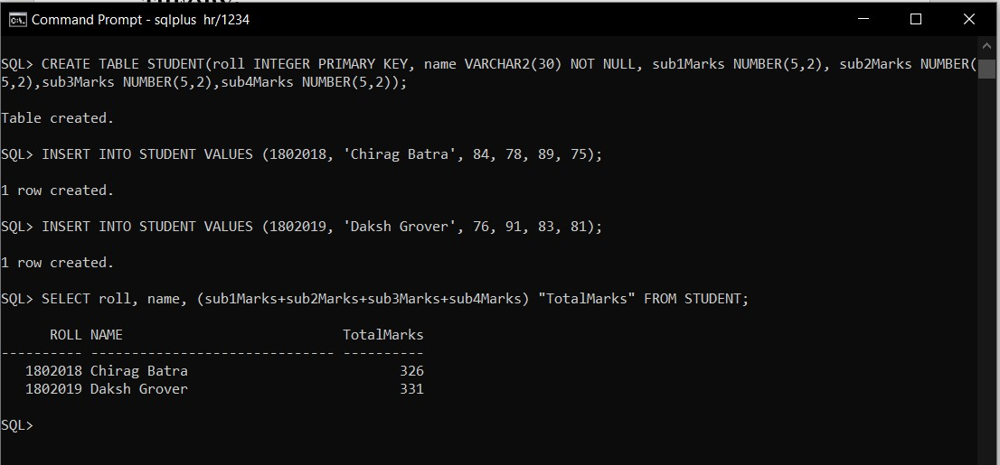 Command Prompt - sqlplus  hr/1234
SQL> CREATE TABLE STUDENT(roll INTEGER PRIMARY KEY, name VARCHAR2(30) NOT NULL, sub1Marks NUMBER(5,2), sub2Marks NUMBER(
5,2),sub3Marks NUMBER(5,2),sub4Marks NUMBER(5,2));
Table created.
SQL> INSERT INTO STUDENT VALUES (1802018, 'Chirag Batra', 84, 78, 89, 75);
1 row created.
SQL> INSERT INTO STUDENT VALUES (1802019, 'Daksh Grover', 76, 91, 83, 81);
1 row created.
SQL> SELECT roll, name, (sub1Marks+sub2Marks+sub3Marks+sub4Marks) "TotalMarks" FROM STUDENT;
      ROLL NAME                           TotalMarks
---------- ------------------------------ ----------
   1802018 Chirag Batra                          326
   1802019 Daksh Grover                          331
SQL>